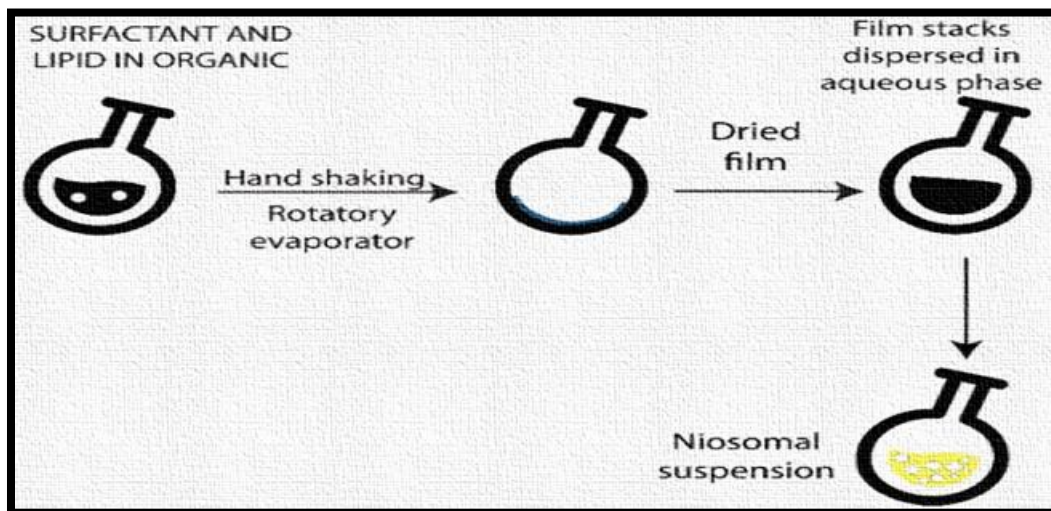 SURFACTANT AND
LIPID IN ORGANIC
Hand shaking
Rotatory
evaporator
Dried
film
Film stacks
dispersed in
aqueous phase
Niosomal
suspension